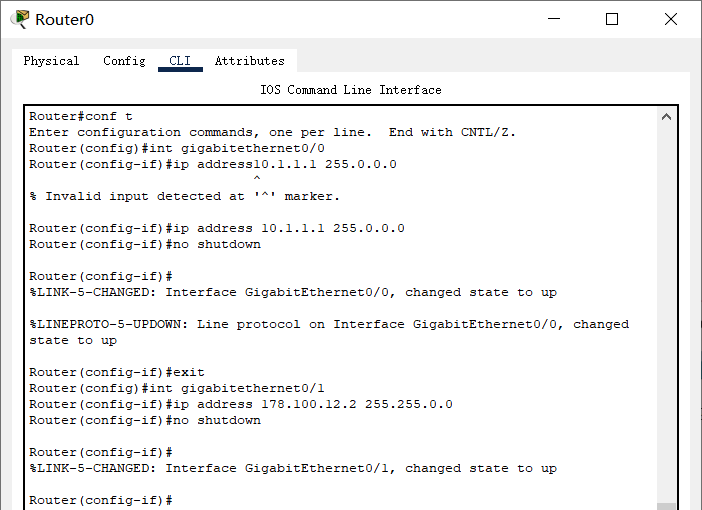 Router0
Physical Config CLI Attributes
IOS Command Line Interface
Router#conf t
Enter configuration commands, one per line.  End with CNTL/Z.
Router(config)#int gigabitethernet0/0
Router(config-if)#ip address10.1.1.1 255.0.0.0
^
% Invalid input detected at '^' marker.
Router(config-if)#ip address 10.1.1.1 255.0.0.0
Router(config-if)#no shutdown
Router(config-if)#
%LINK-5-CHANGED: Interface GigabitEthernet0/0, changed state to up
%LINEPROTO-5-UPDOWN: Line protocol on Interface GigabitEthernet0/0, changed
state to up
Router(config-if)#exit
Router(config)#int gigabitethernet0/1
Router(config-if)#ip address 178.100.12.2 255.255.0.0
Router(config-if)#no shutdown
Router(config-if)#
%LINK-5-CHANGED: Interface GigabitEthernet0/1, changed state to up
Router(config-if)#